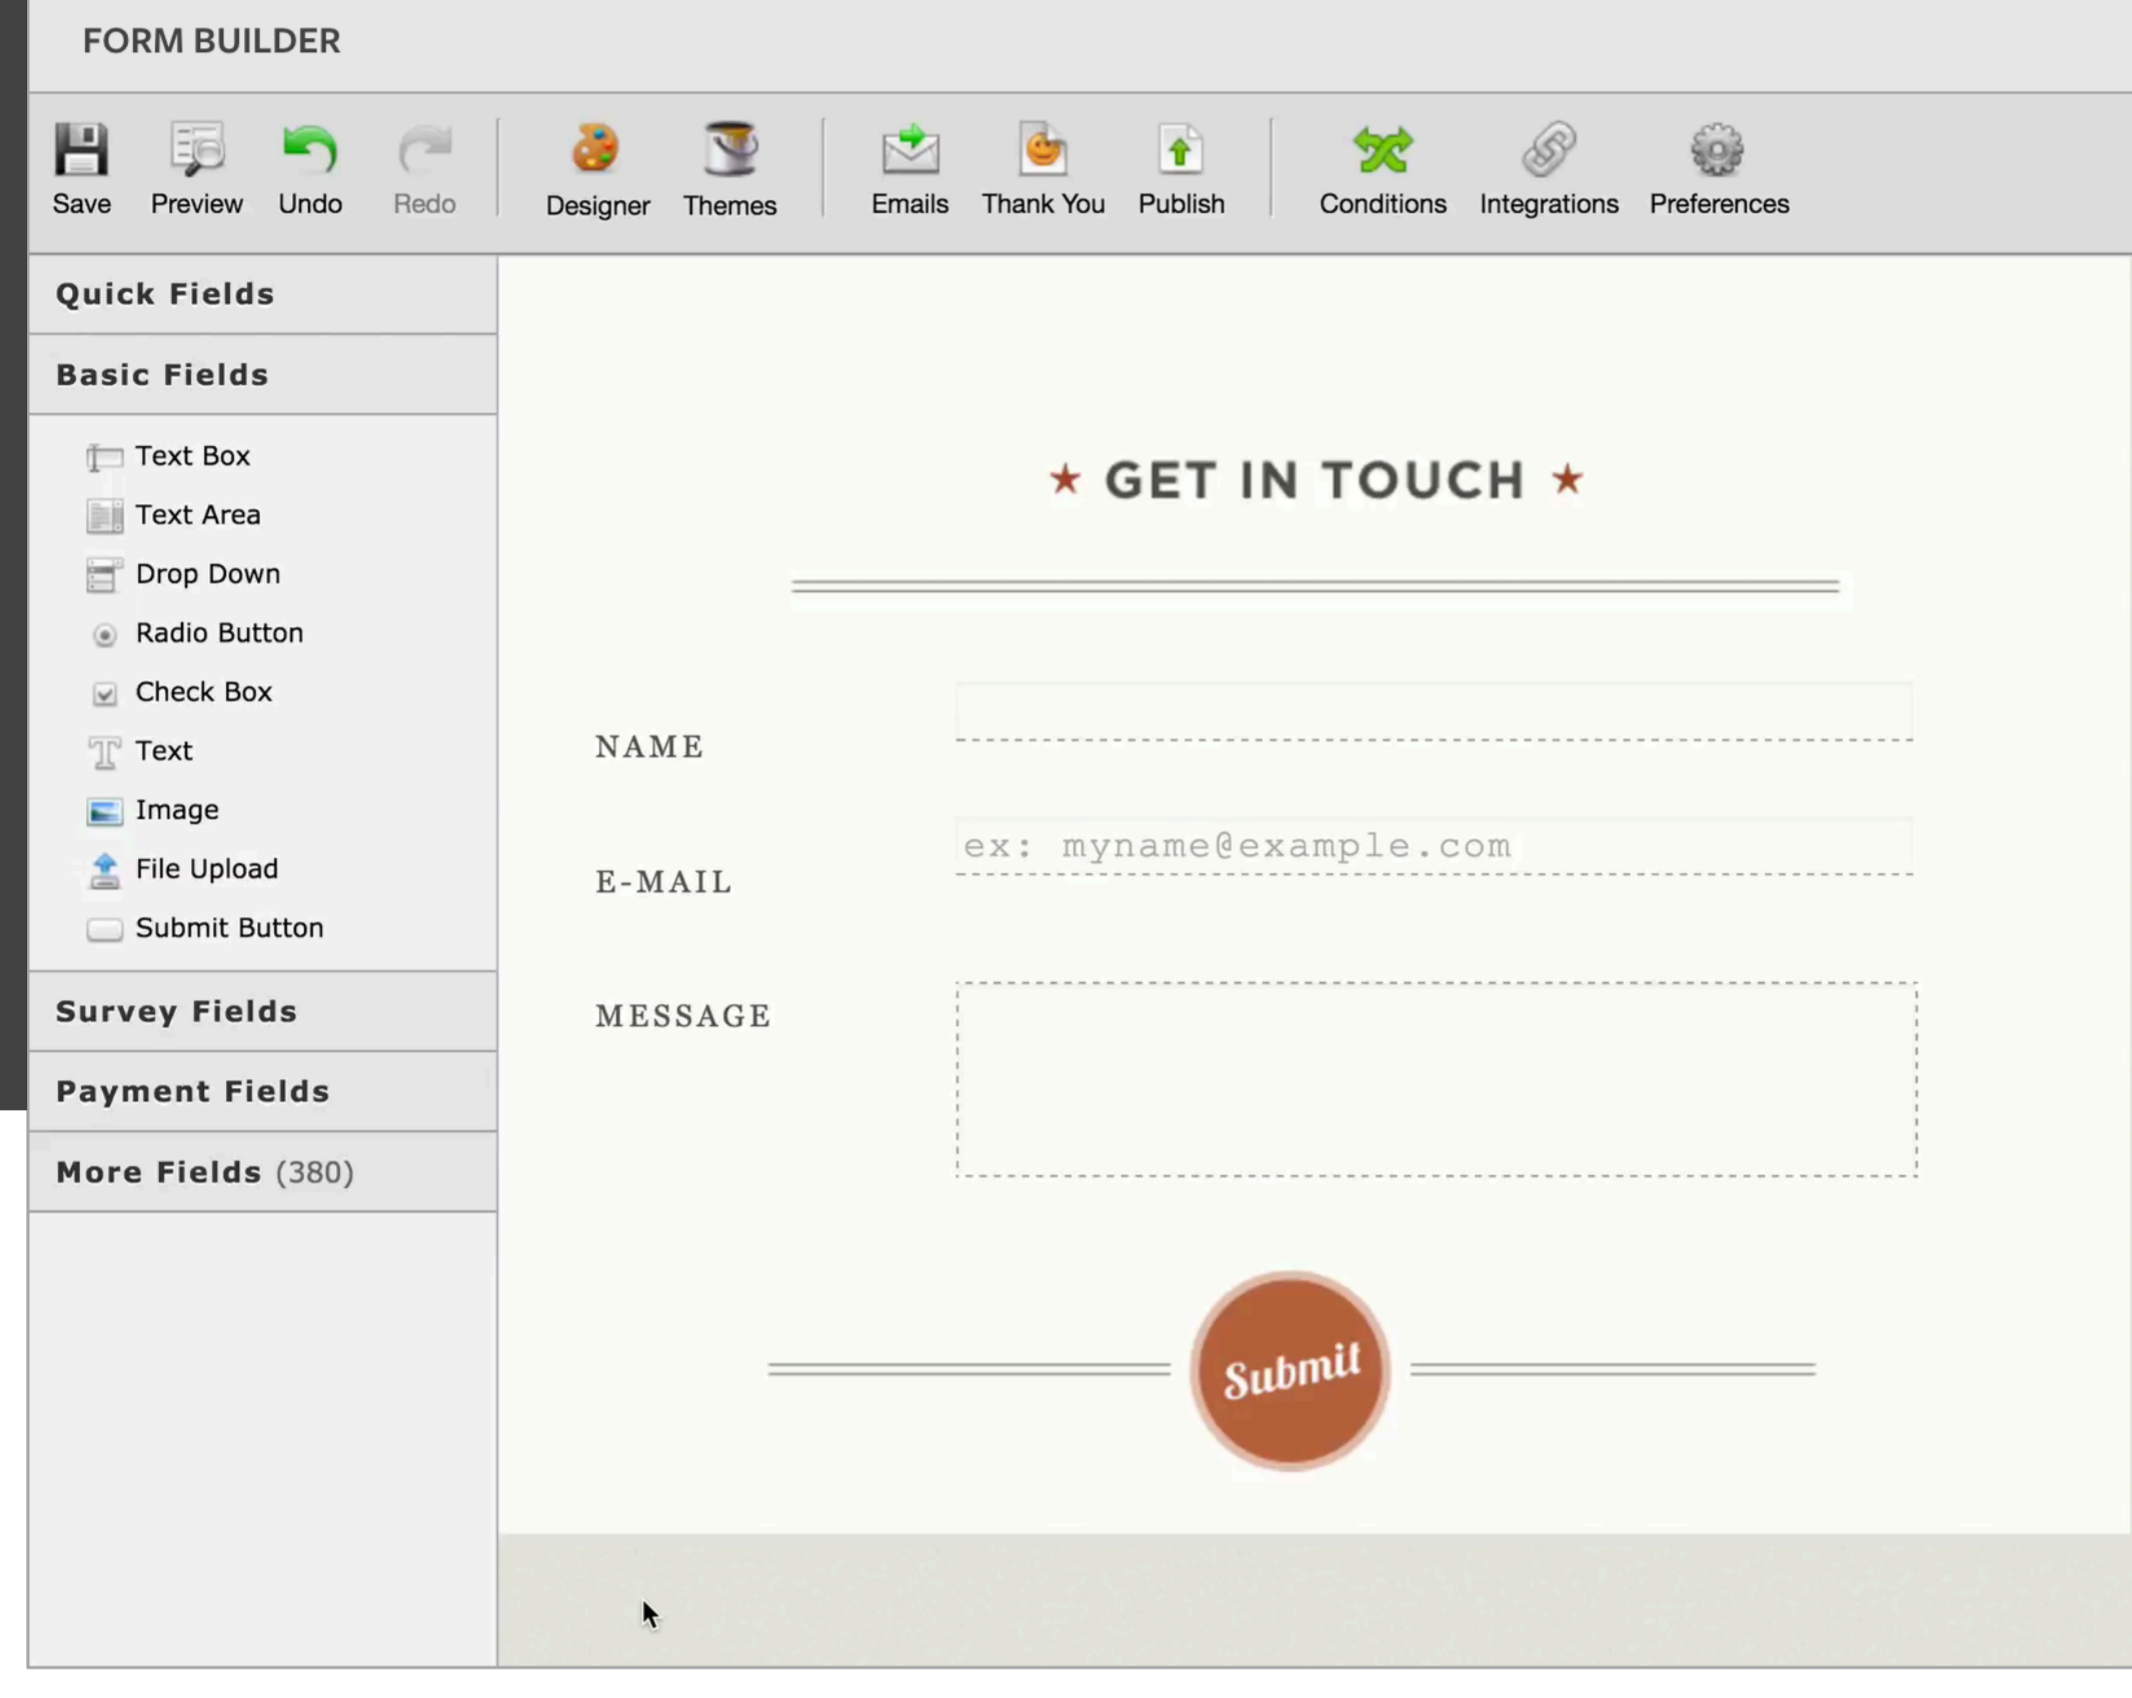 FORM BUILDER
Save Preview Undo Redo Designer Themes Emails Thank You Publish Conditions Integrations Preferences
Quick Fields
Basic Fields
Text Box
Text Area
Drop Down
Radio Button
Check Box
Text
Image
File Upload
Submit Button
Survey Fields
Payment Fields
More Fields (380)
★ GET IN TOUCH ★
NAME
E-MAIL
ex: myname@example.com
MESSAGE
Submit